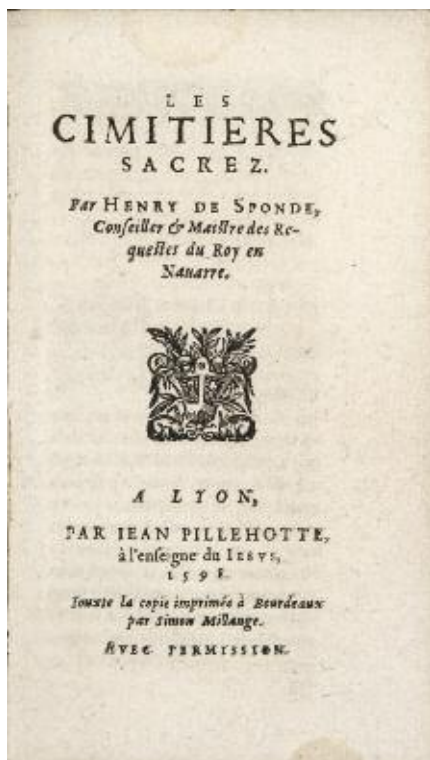 LES
CIMITIERES
SACREZ.
Par HENRY DE SPONDE,
Conſeiller & Maiſtre des Re-
queſtes du Roy en
Nauarre.
A LYON,
PAR IEAN PILLEHOTTE,
à l'enſeigne du IESVS,
1598.
Iouxte la copie imprimée à Bourdeaux
par Simon Millange.
AVEC PERMISSION.